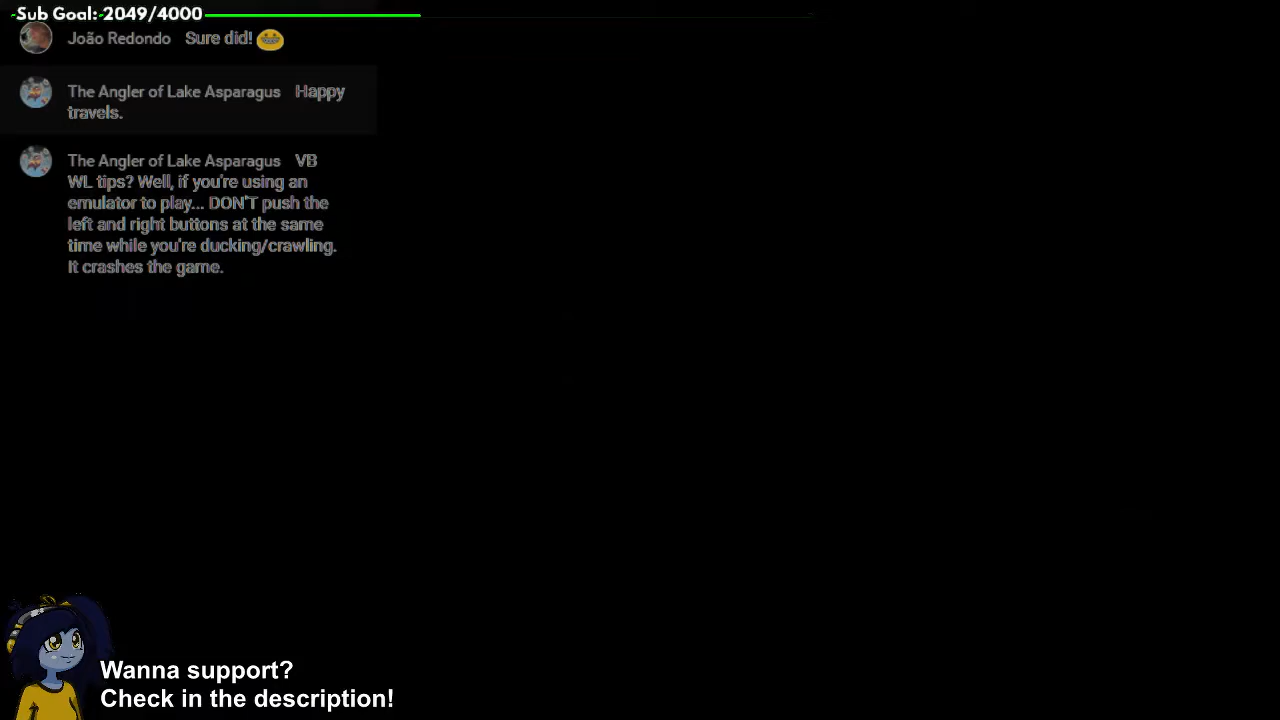 Sub Goal: 2049/4000
João Redondo Sure did!
The Angler of Lake Asparagus Happy
travels.
The Angler of Lake Asparagus VB
WL tips? Well, if you're using an
emulator to play... DON'T push the
left and right buttons at the same
time while you're ducking/crawling.
It crashes the game.
Wanna support?
Check in the description!